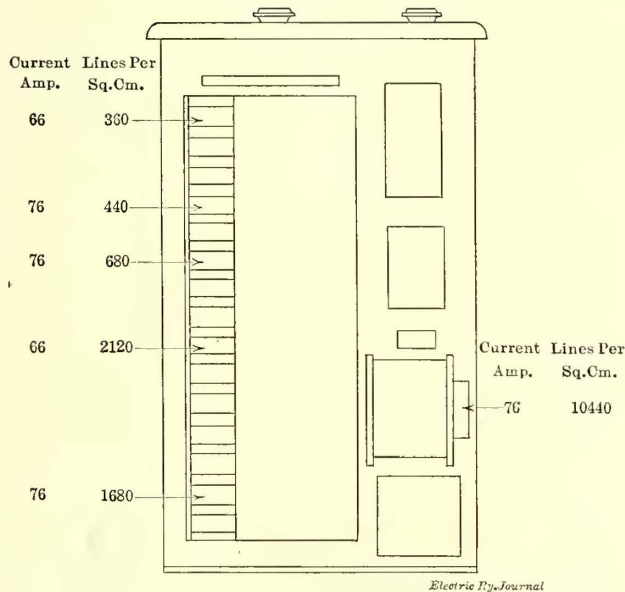 Current Lines Per
Amp. Sq.Cm.
66 360
76 440
76 680
66 2120
Current Lines Per
Amp. Sq.Cm.
76 10440
76 1680
Electric Ry. Journal